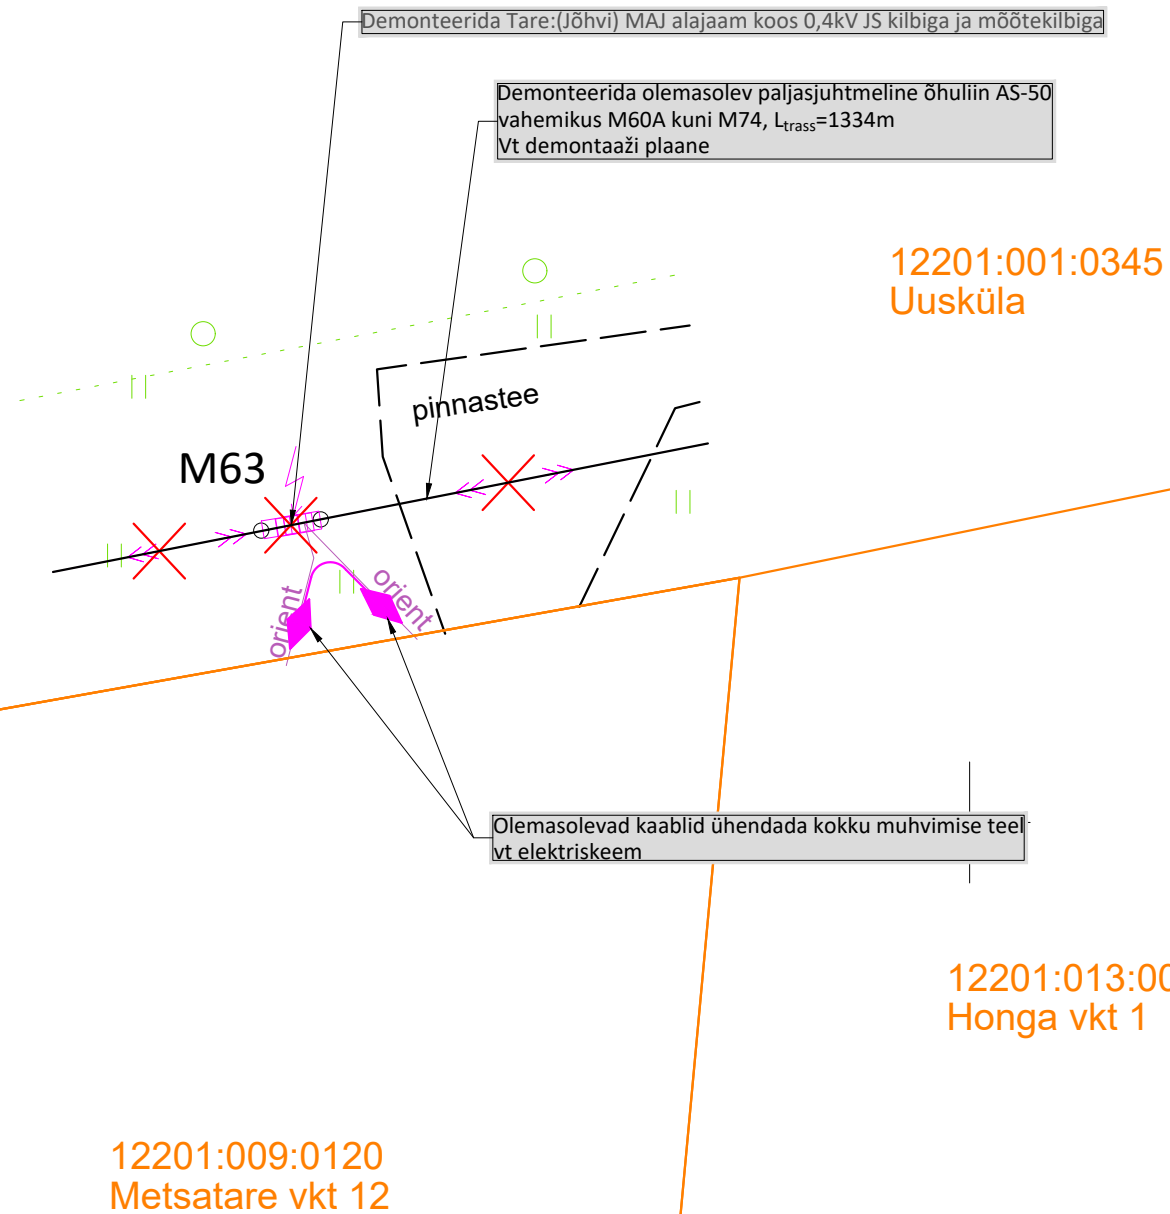 Demonteerida Tare:(Jõhvi) MAJ alajaam koos 0,4kV JS kilbiga ja mõõtekilbiga
Demonteerida olemasolev paljasjuhtmeline õhuliin AS-50
vahemikus M60A kuni M74, Ltrass=1334m
Vt demontaaži plaane
12201:001:0345
Uusküla
pinnastee
M63
orient
orient
Olemasolevad kaablid ühendada kokku muhvimise teel
vt elektriskeem
12201:013:00
Honga vkt 1
12201:009:0120
Metsatare vkt 12